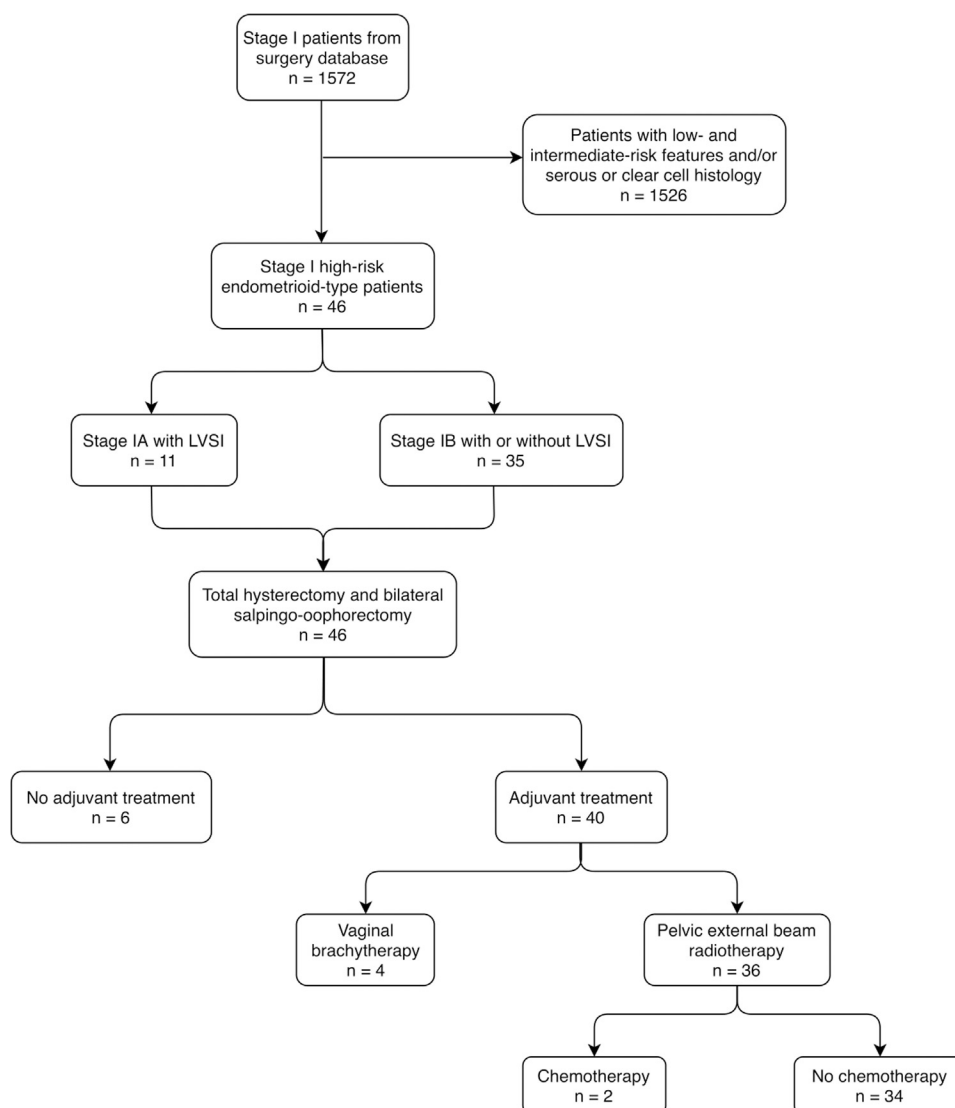 Stage I patients from
surgery database
n = 1572
Patients with low- and
intermediate-risk features and/or
serous or clear cell histology
n = 1526
Stage I high-risk
endometrioid-type patients
n = 46
Stage IA with LVSI
n = 11
Stage IB with or without LVSI
n = 35
Total hysterectomy and bilateral
salpingo-oophorectomy
n = 46
No adjuvant treatment
n = 6
Adjuvant treatment
n = 40
Vaginal
brachytherapy
n = 4
Pelvic external beam
radiotherapy
n = 36
Chemotherapy
n = 2
No chemotherapy
n = 34